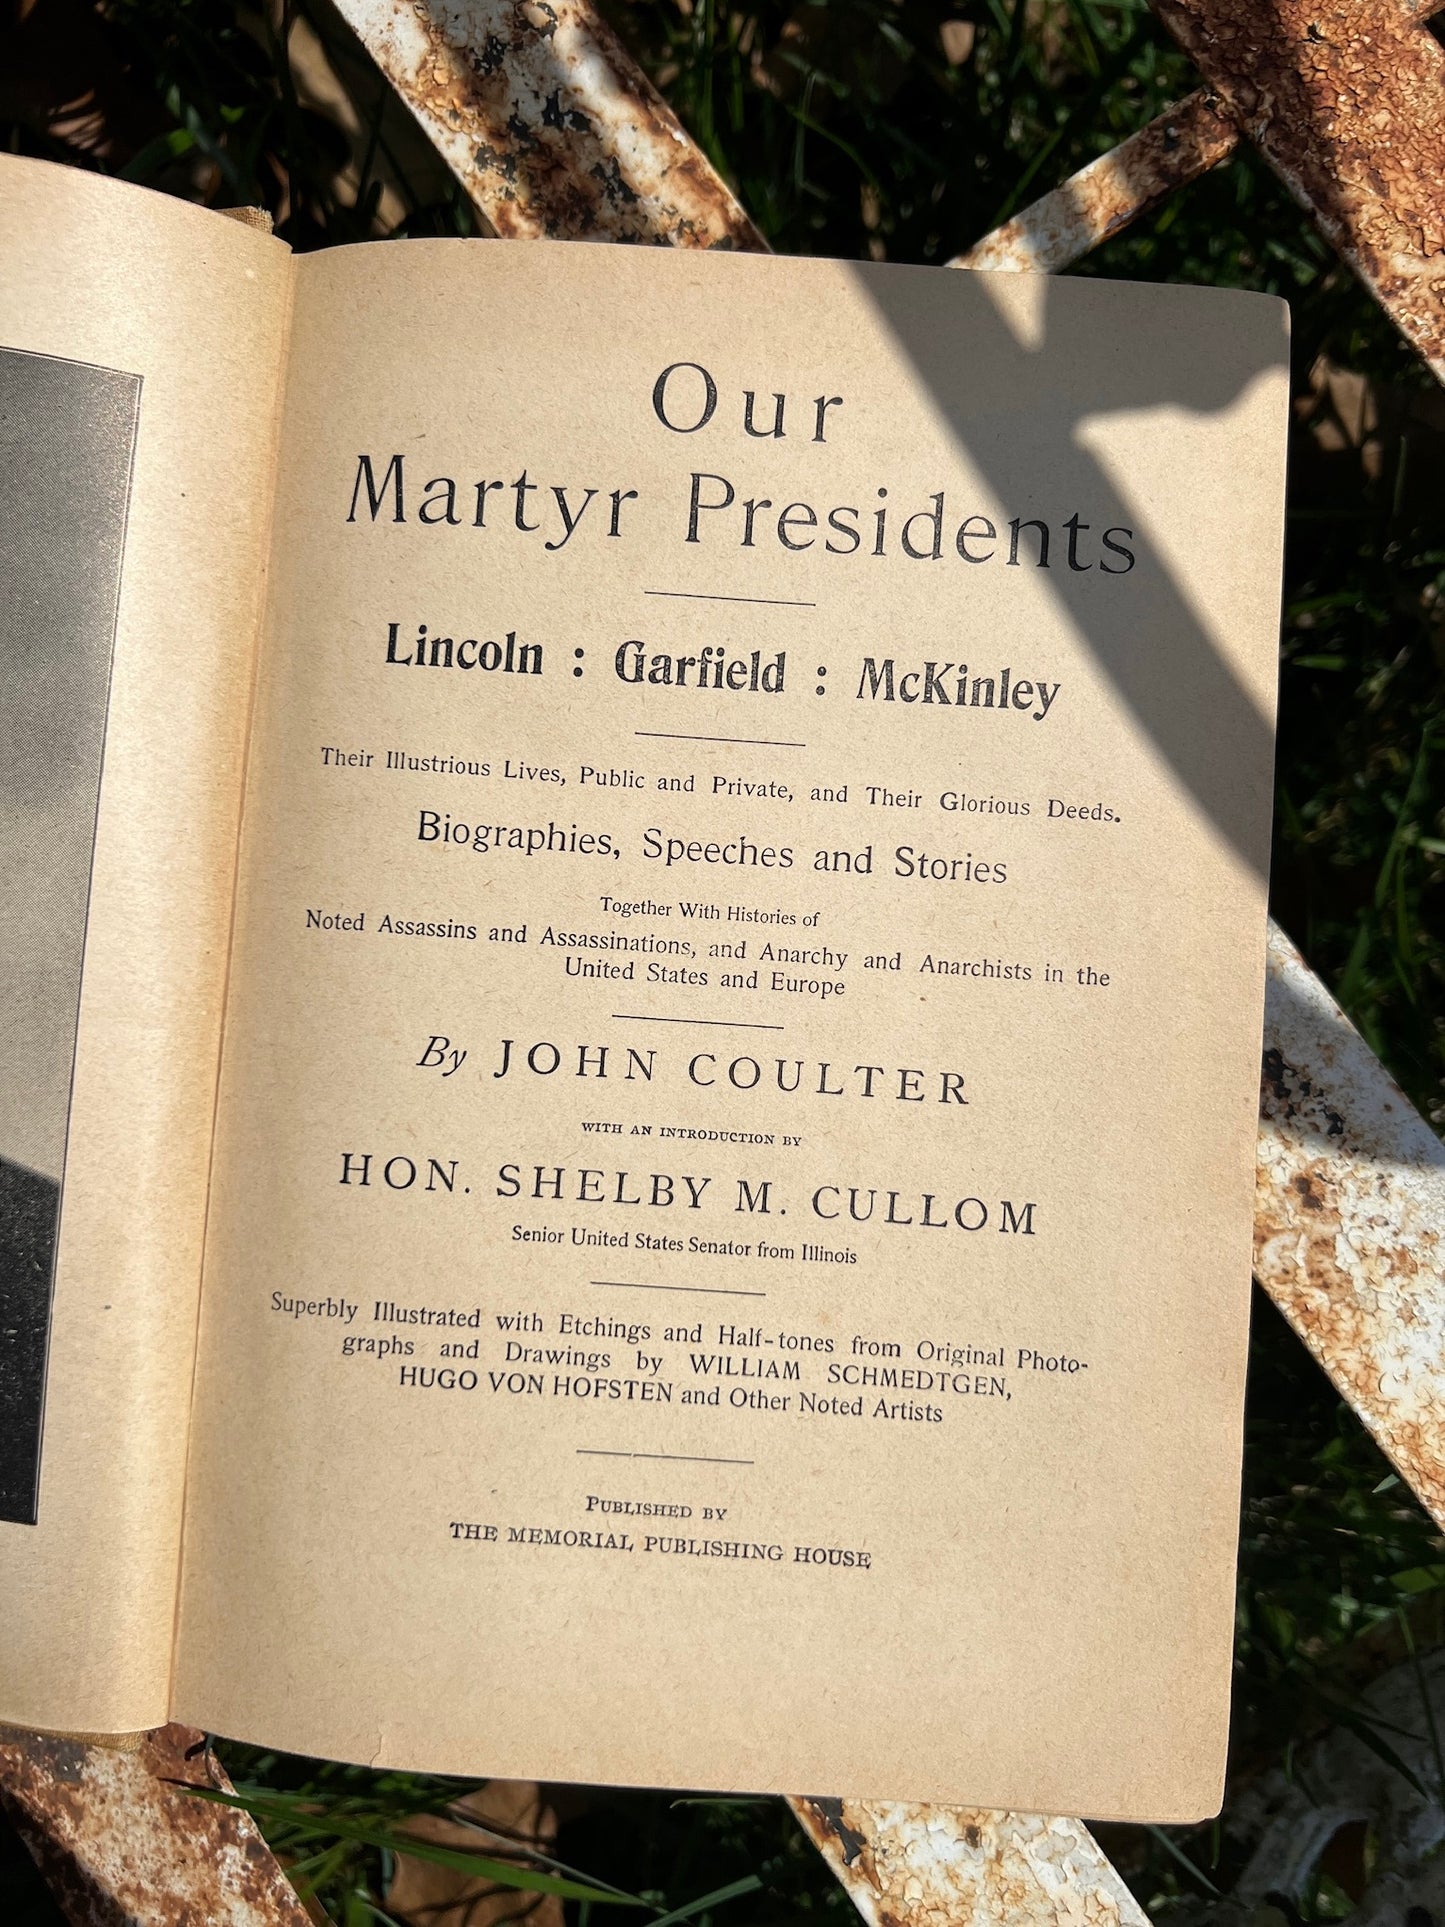 Our
Martyr Presidents
Lincoln : Garfield : McKinley
Their Illustrious Lives, Public and Private, and Their Glorious Deeds.
Biographies, Speeches and Stories
Together With Histories of
Noted Assassins and Assassinations, and Anarchy and Anarchists in the
United States and Europe
By JOHN COULTER
WITH AN INTRODUCTION BY
HON. SHELBY M. CULLOM
Senior United States Senator from Illinois
Superbly Illustrated with Etchings and Half-tones from Original Photo-
graphs and Drawings by WILLIAM SCHMEDTGEN,
HUGO VON HOFSTEN and Other Noted Artists
PUBLISHED BY
THE MEMORIAL PUBLISHING HOUSE